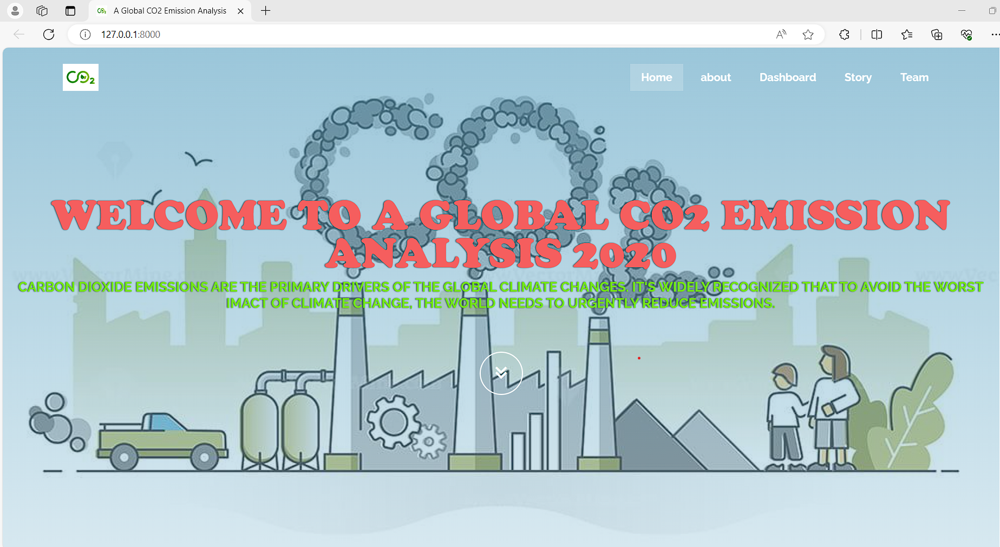 A Global CO2 Emission Analysis
127.0.0.1:8000
CO2
Home about Dashboard Story Team
WELCOME TO A GLOBAL CO2 EMISSION
ANALYSIS 2020
CARBON DIOXIDE EMISSIONS ARE THE PRIMARY DRIVERS OF THE GLOBAL CLIMATE CHANGES. IT'S WIDELY RECOGNIZED THAT TO AVOID THE WORST
IMACT OF CLIMATE CHANGE, THE WORLD NEEDS TO URGENTLY REDUCE EMISSIONS.